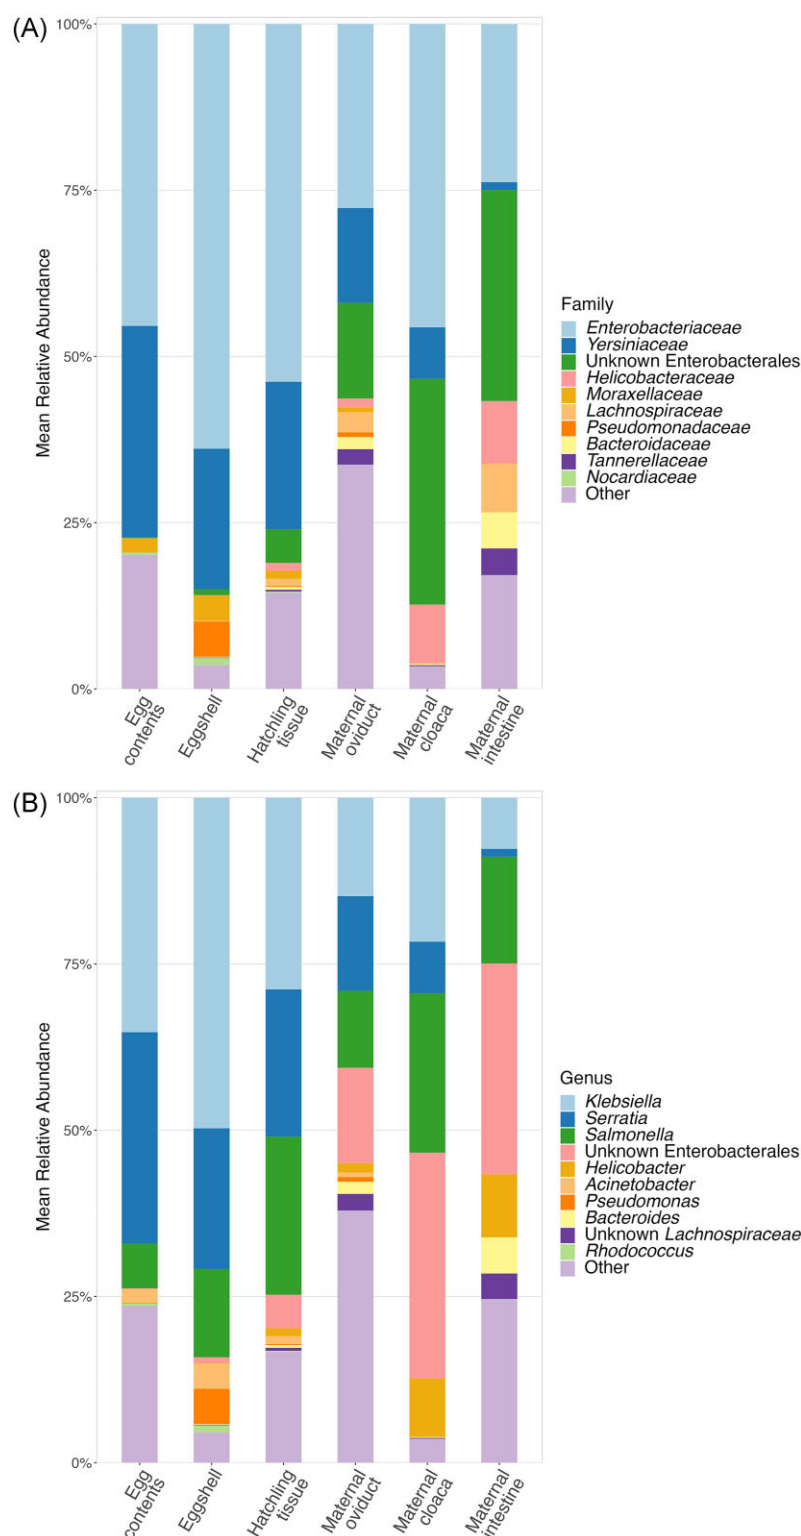 (A)
100%
75%
50%
25%
0%
Mean Relative Abundance
Egg
contents
Eggshell
Hatchling
tissue
Maternal
oviduct
Maternal
cloaca
Maternal
intestine
Family
Enterobacteriaceae
Yersiniaceae
Unknown Enterobacterales
Helicobacteraceae
Moraxellaceae
Lachnospiraceae
Pseudomonadaceae
Bacteroidaceae
Tannerellaceae
Nocardiaceae
Other
(B)
100%
75%
50%
25%
0%
Mean Relative Abundance
Egg
contents
Eggshell
Hatchling
tissue
Maternal
oviduct
Maternal
cloaca
Maternal
intestine
Genus
Klebsiella
Serratia
Salmonella
Unknown Enterobacterales
Helicobacter
Acinetobacter
Pseudomonas
Bacteroides
Unknown Lachnospiraceae
Rhodococcus
Other